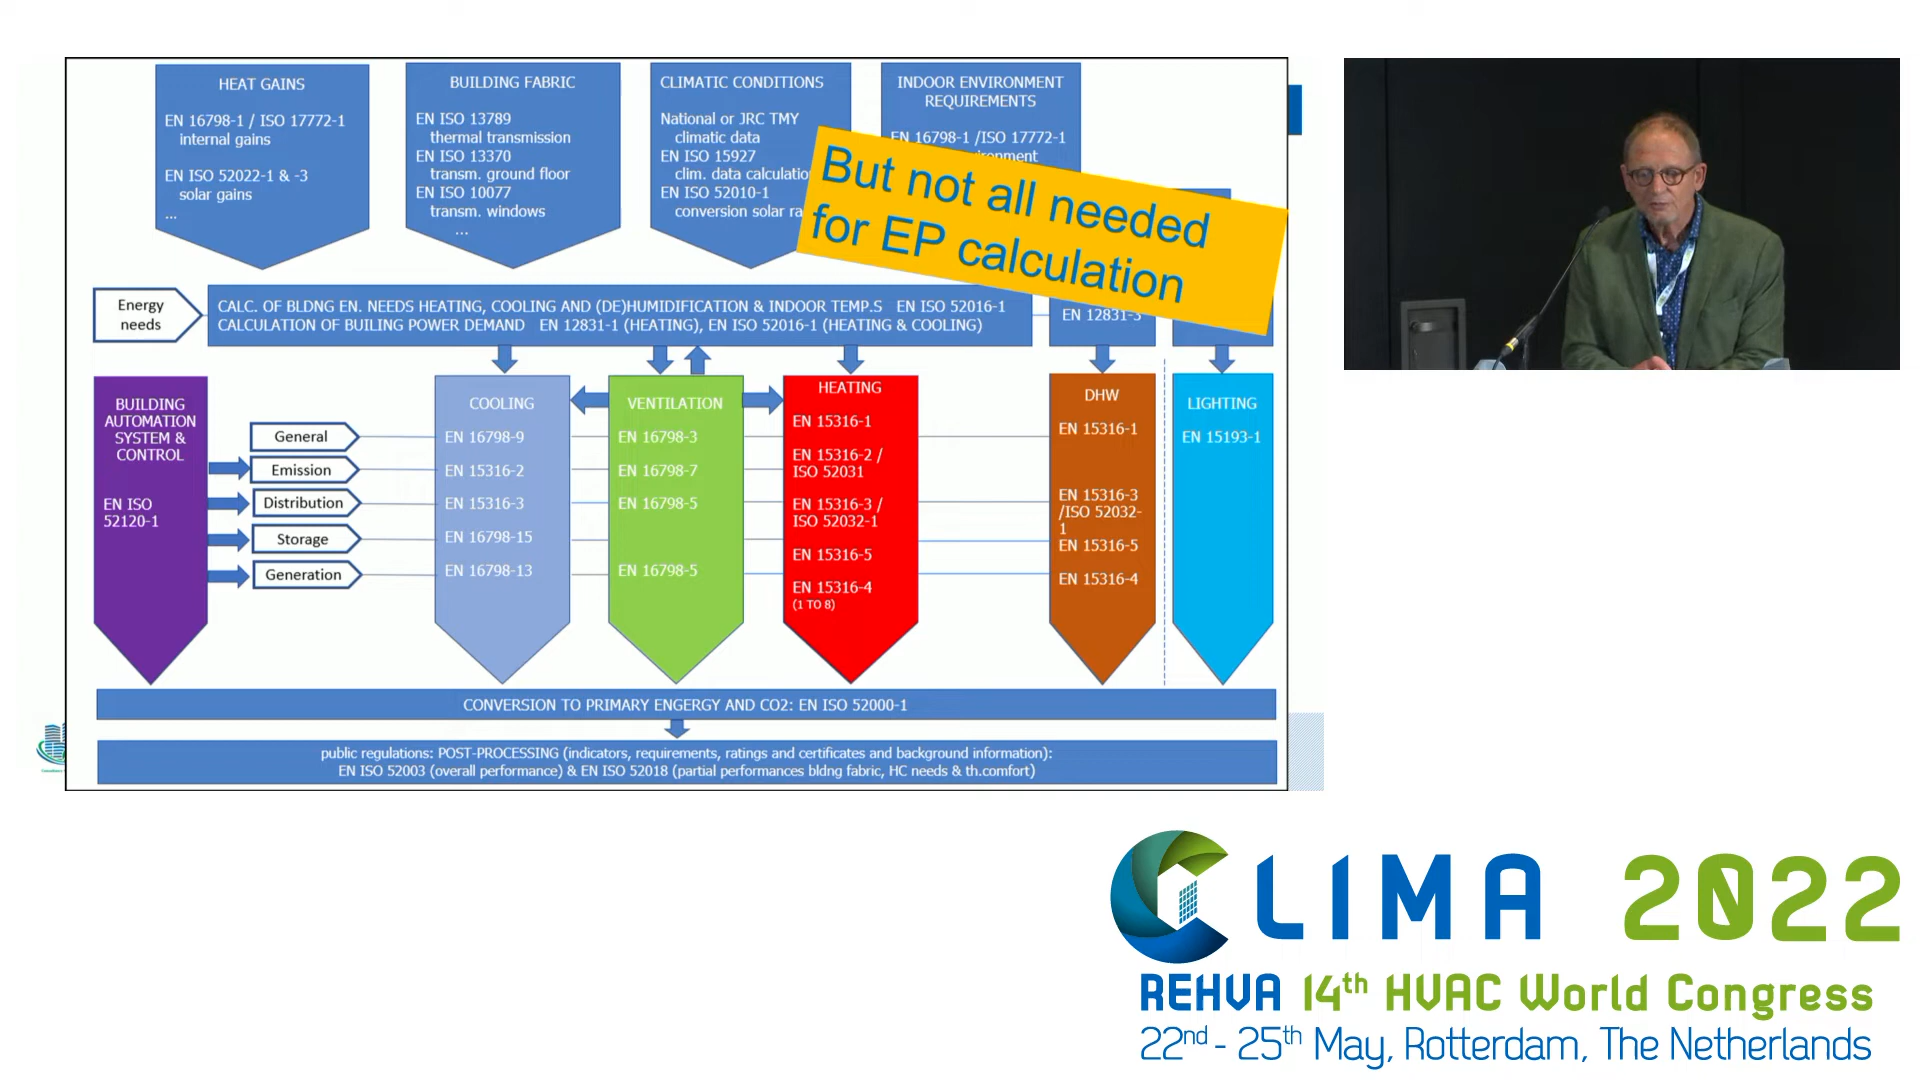 HEAT GAINS
EN 16798-1 / ISO 17772-1
internal gains
EN ISO 52022-1 & -3
solar gains
...
BUILDING FABRIC
EN ISO 13789
thermal transmission
EN ISO 13370
transm. ground floor
EN ISO 10077
transm. windows
...
CLIMATIC CONDITIONS
National or JRC TMY
climatic data
EN ISO 15927
clim. data calculatio
EN ISO 52010-1
conversion solar ra
INDOOR ENVIRONMENT
REQUIREMENTS
EN 16798-1 /ISO 17772-1
But not all needed
for EP calculation
Energy
needs
CALC. OF BLDNG EN. NEEDS HEATING, COOLING AND (DE)HUMIDIFICATION & INDOOR TEMP.S EN ISO 52016-1
CALCULATION OF BUILING POWER DEMAND EN 12831-1 (HEATING), EN ISO 52016-1 (HEATING & COOLING)
EN 12831-3
BUILDING
AUTOMATION
SYSTEM &
CONTROL
EN ISO
52120-1
General
Emission
Distribution
Storage
Generation
COOLING
EN 16798-9
EN 15316-2
EN 15316-3
EN 16798-15
EN 16798-13
VENTILATION
EN 16798-3
EN 16798-7
EN 16798-5
EN 16798-5
HEATING
EN 15316-1
EN 15316-2 /
ISO 52031
EN 15316-3 /
ISO 52032-1
EN 15316-5
EN 15316-4
(1 TO 8)
DHW
EN 15316-1
EN 15316-3
/ISO 52032-
1
EN 15316-5
EN 15316-4
LIGHTING
EN 15193-1
CONVERSION TO PRIMARY ENGERGY AND CO2: EN ISO 52000-1
public regulations: POST-PROCESSING (indicators, requirements, ratings and certificates and background information):
EN ISO 52003 (overall performance) & EN ISO 52018 (partial performances bldng fabric, HC needs & th.comfort)
CLIMA 2022
REHVA 14th HVAC World Congress
22nd - 25th May, Rotterdam, The Netherlands